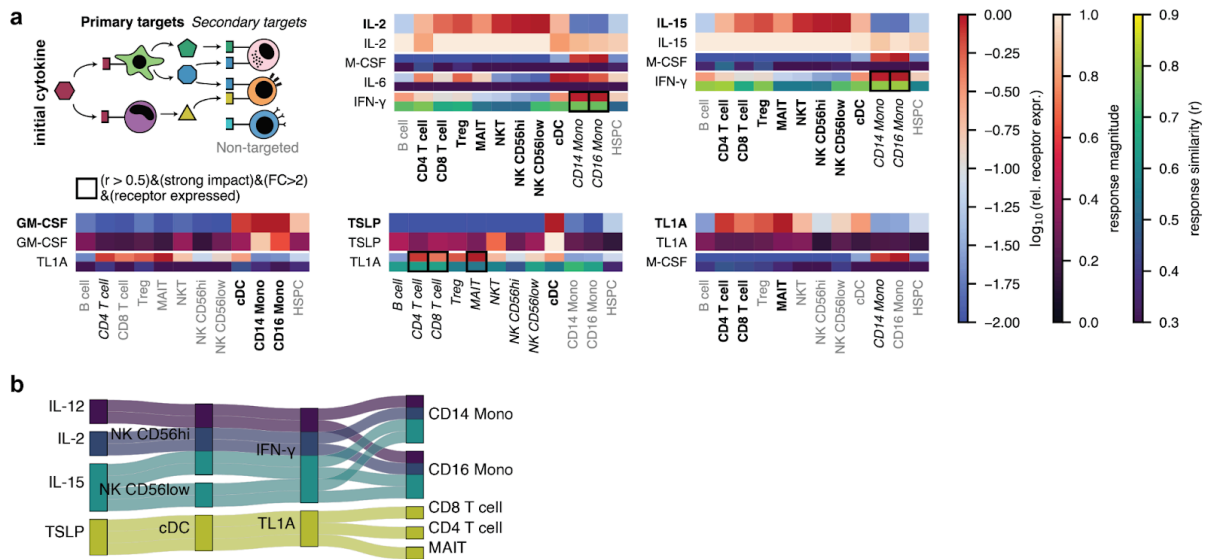 a
Primary targets Secondary targets
initial cytokine
Non-targeted
(r > 0.5)&(strong impact)&(FC>2)
&(receptor expressed)
IL-2
IL-2
M-CSF
IL-6
IFN-γ
B cell
CD4 T cell
CD8 T cell
Treg
MAIT
NKT
NK CD56hi
NK CD56low
cDC
CD14 Mono
CD16 Mono
HSPC
IL-15
IL-15
M-CSF
IFN-γ
B cell
CD4 T cell
CD8 T cell
Treg
MAIT
NKT
NK CD56hi
NK CD56low
cDC
CD14 Mono
CD16 Mono
HSPC
GM-CSF
GM-CSF
TL1A
B cell
CD4 T cell
CD8 T cell
Treg
MAIT
NKT
NK CD56hi
NK CD56low
cDC
CD14 Mono
CD16 Mono
HSPC
TSLP
TSLP
TL1A
B cell
CD4 T cell
CD8 T cell
Treg
MAIT
NKT
NK CD56hi
NK CD56low
cDC
CD14 Mono
CD16 Mono
HSPC
TL1A
TL1A
M-CSF
B cell
CD4 T cell
CD8 T cell
Treg
MAIT
NKT
NK CD56hi
NK CD56low
cDC
CD14 Mono
CD16 Mono
HSPC
0.00
−0.25
−0.50
−0.75
−1.00
−1.25
−1.50
−1.75
−2.00
log10(rel. receptor expr.)
1.0
0.8
0.6
0.4
0.2
0.0
response magnitude
0.9
0.8
0.7
0.6
0.5
0.4
0.3
response similarity (r)
b
IL-12
IL-2
IL-15
TSLP
NK CD56hi
NK CD56low
cDC
IFN-γ
TL1A
CD14 Mono
CD16 Mono
CD8 T cell
CD4 T cell
MAIT